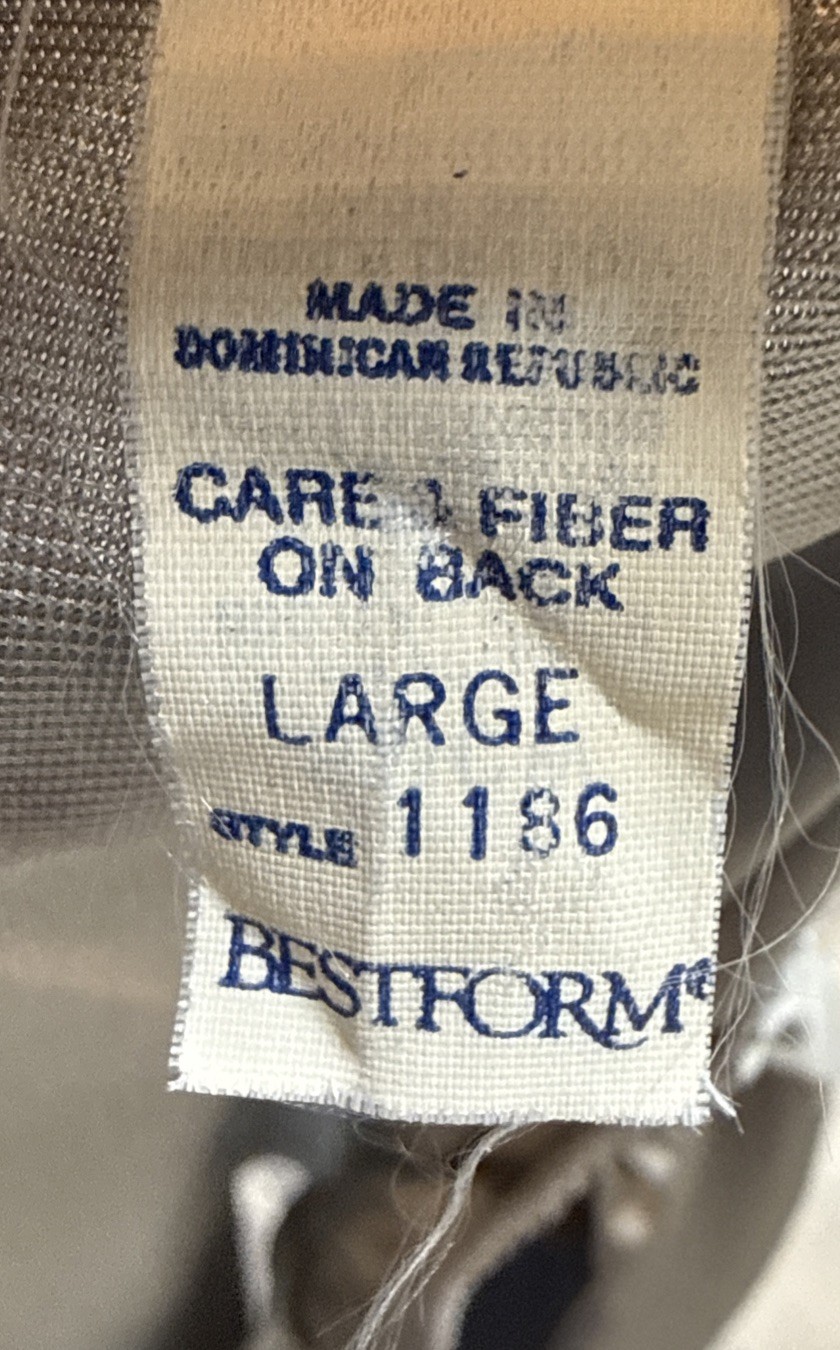 MADE IN
DOMINICAN REPUBLIC
CARE & FIBER
ON BACK
LARGE
STYLE 1186
BESTFORM®